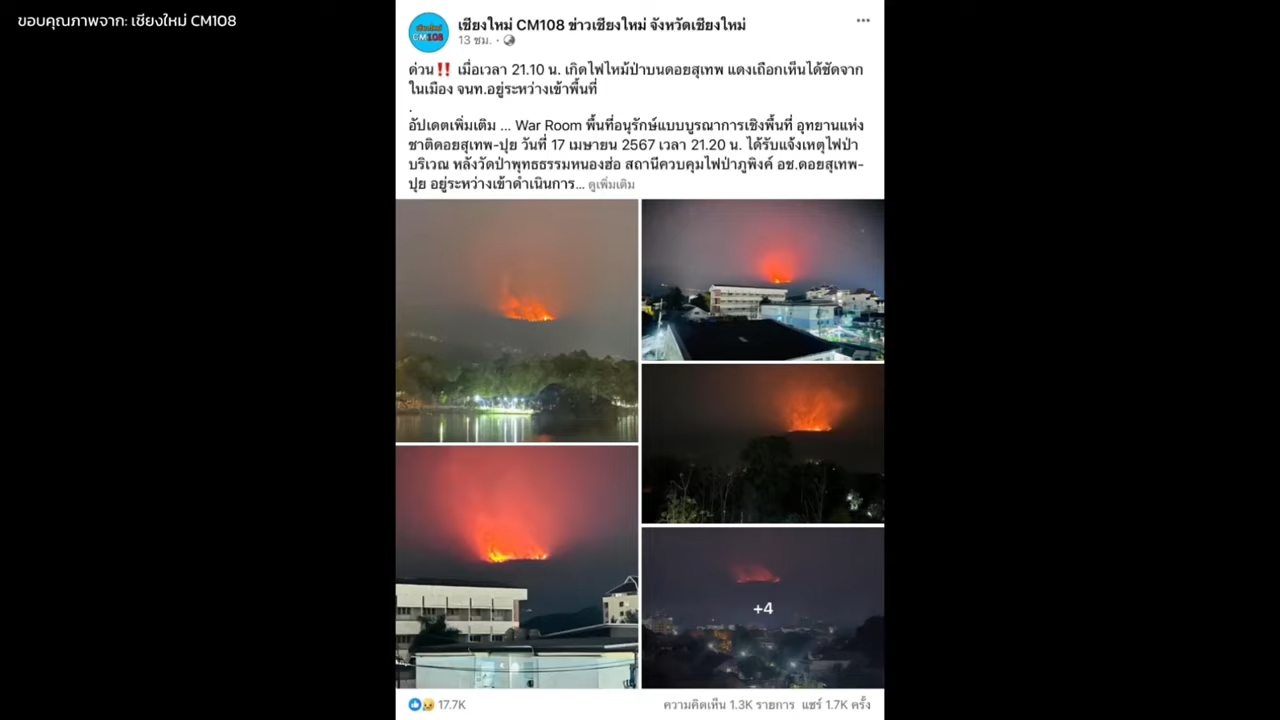 ขอบคุณภาพจาก: เชียงใหม่ CM108
เชียงใหม่ CM108
เชียงใหม่ CM108 ข่าวเชียงใหม่ จังหวัดเชียงใหม่
13 ชม. ·
ด่วน‼️ เมื่อเวลา 21.10 น. เกิดไฟไหม้ป่าบนดอยสุเทพ แดงเถือกเห็นได้ชัดจาก
ในเมือง จนท.อยู่ระหว่างเข้าพื้นที่
.
อัปเดตเพิ่มเติม ... War Room พื้นที่อนุรักษ์แบบบูรณาการเชิงพื้นที่ อุทยานแห่ง
ชาติดอยสุเทพ-ปุย วันที่ 17 เมษายน 2567 เวลา 21.20 น. ได้รับแจ้งเหตุไฟป่า
บริเวณ หลังวัดป่าพุทธธรรมหนองฮ่อ สถานีควบคุมไฟป่าภูพิงค์ อช.ดอยสุเทพ-
ปุย อยู่ระหว่างเข้าดำเนินการ... ดูเพิ่มเติม
+4
17.7K
ความคิดเห็น 1.3K รายการ แชร์ 1.7K ครั้ง